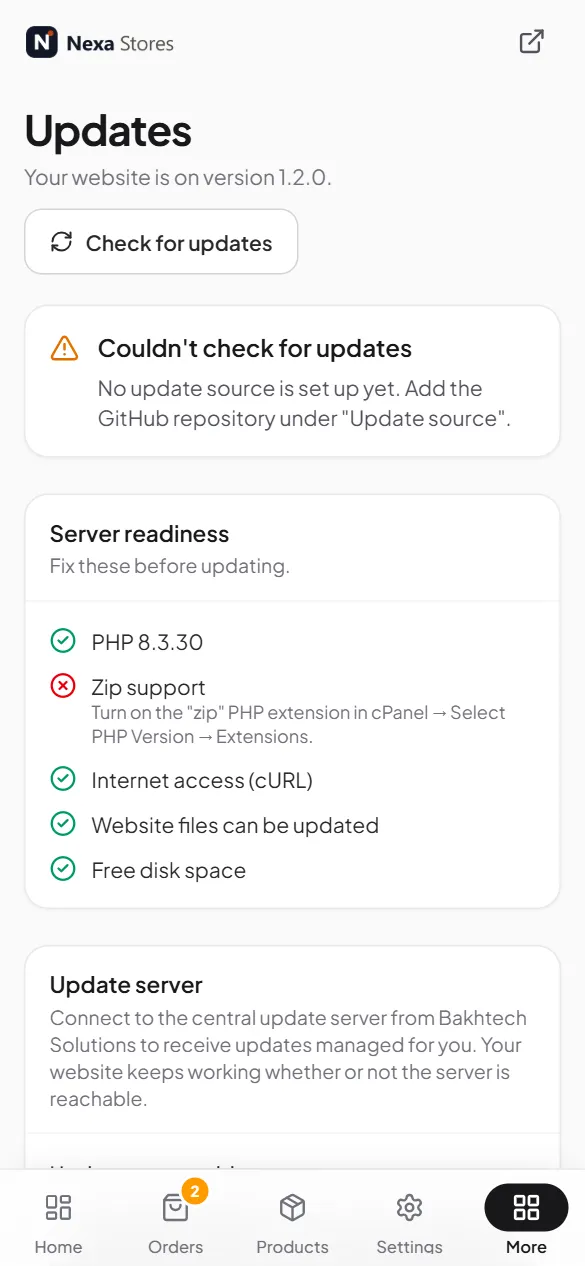 N Nexa Stores
Updates
Your website is on version 1.2.0.
Check for updates
Couldn't check for updates
No update source is set up yet. Add the
GitHub repository under "Update source".
Server readiness
Fix these before updating.
PHP 8.3.30
Zip support
Turn on the "zip" PHP extension in cPanel → Select
PHP Version → Extensions.
Internet access (cURL)
Website files can be updated
Free disk space
Update server
Connect to the central update server from Bakhtech
Solutions to receive updates managed for you. Your
website keeps working whether or not the server is
reachable.
2
Home Orders Products Settings More